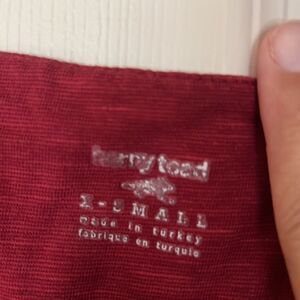 horny toad
X-SMALL
made in turkey
fabriqué en turquie